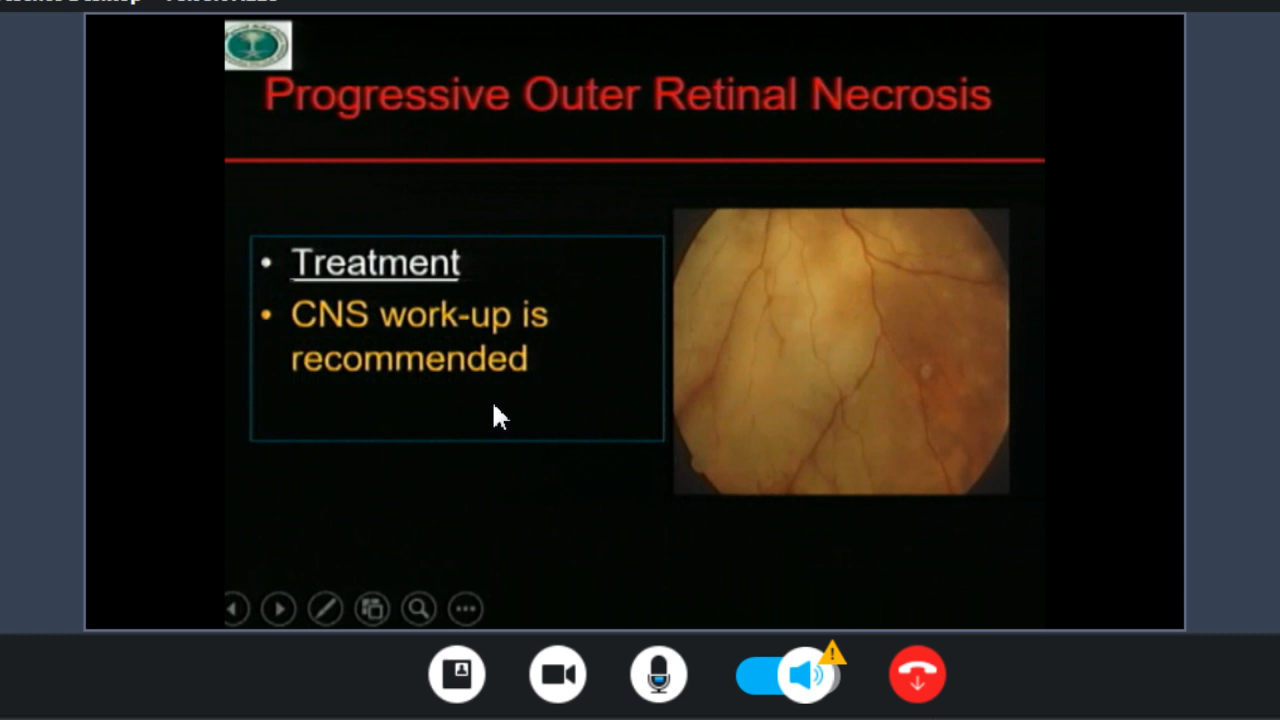 Progressive Outer Retinal Necrosis
• Treatment
• CNS work-up is
recommended